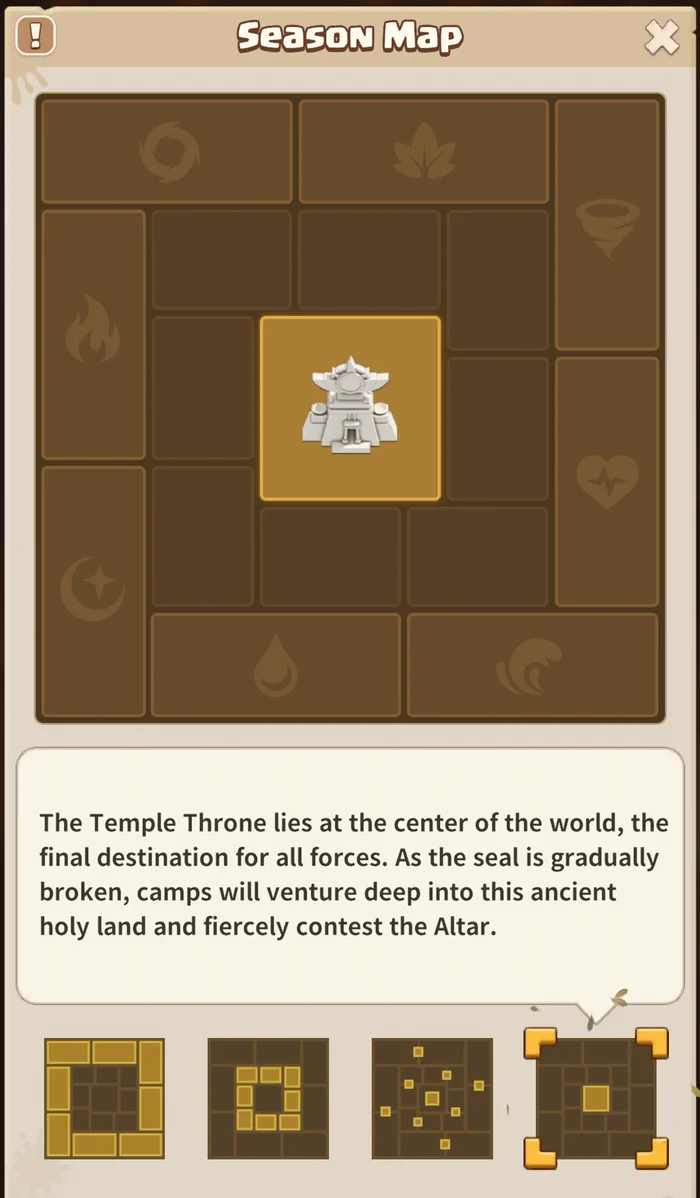 Season Map
The Temple Throne lies at the center of the world, the
final destination for all forces. As the seal is gradually
broken, camps will venture deep into this ancient
holy land and fiercely contest the Altar.